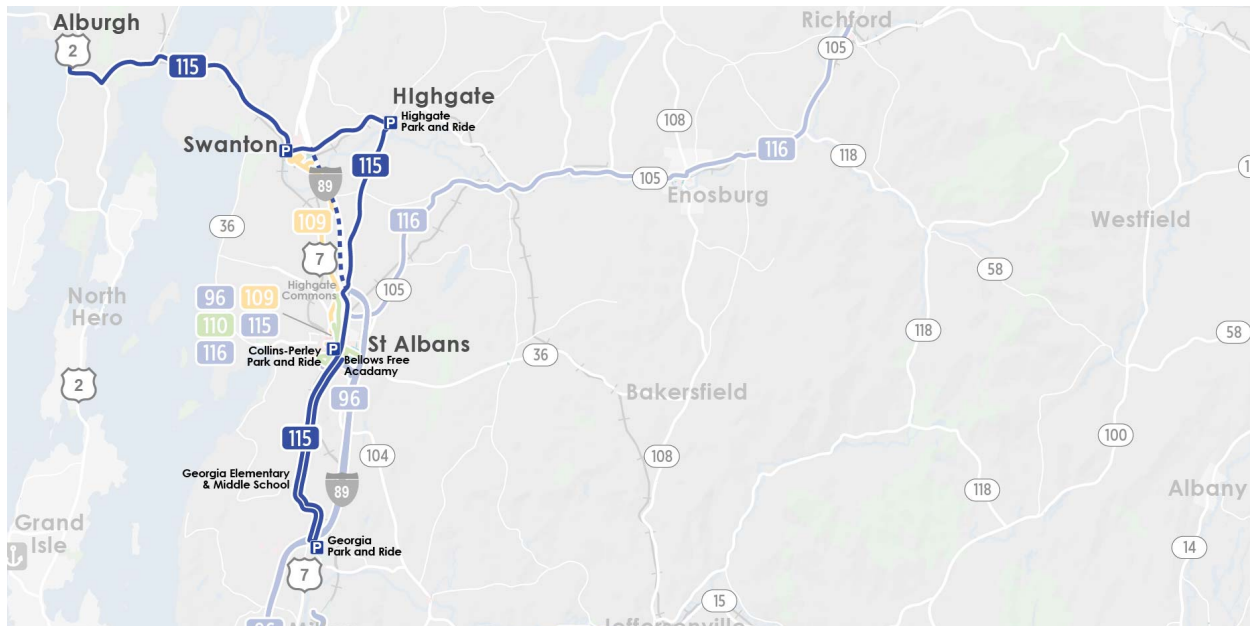 Alburgh
2
115
Richford
105
HIghgate
Highgate
Park and Ride
Swanton
115
108
116
118
89
105
Enosburg
109
116
36
Westfield
7
58
North
Hero
Highgate
Commons
105
96
109
110
115
116
118
58
Collins-Perley
Park and Ride
St Albans
Bellows Free
Acadamy
36
2
96
Bakersfield
115
104
108
100
Georgia Elementary
& Middle School
89
118
Albany
Grand
Isle
Georgia
Park and Ride
14
7
15